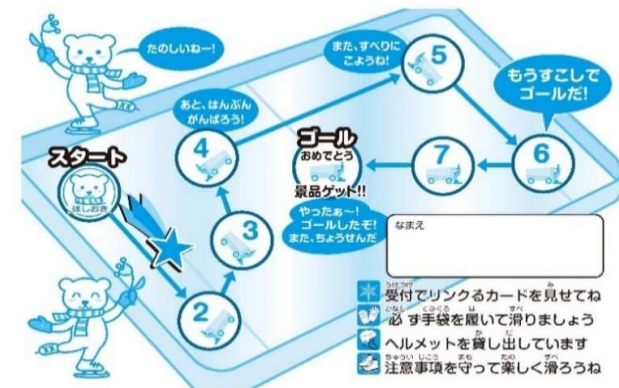 たのしいねー!
スタート
ほしおき
2
3
あと、はんぶん
がんばろう!
4
また、すべりに
こようね!
5
もうすこしで
ゴールだ!
6
7
ゴール
おめでとう
景品ゲット!!
やったぁ〜!
ゴールしたぞ!
また、ちょうせんだ
なまえ
受付でリンクるカードを見せてね
必ず手袋を履いて滑りましょう
ヘルメットを貸し出しています
注意事項を守って楽しく滑ろうね